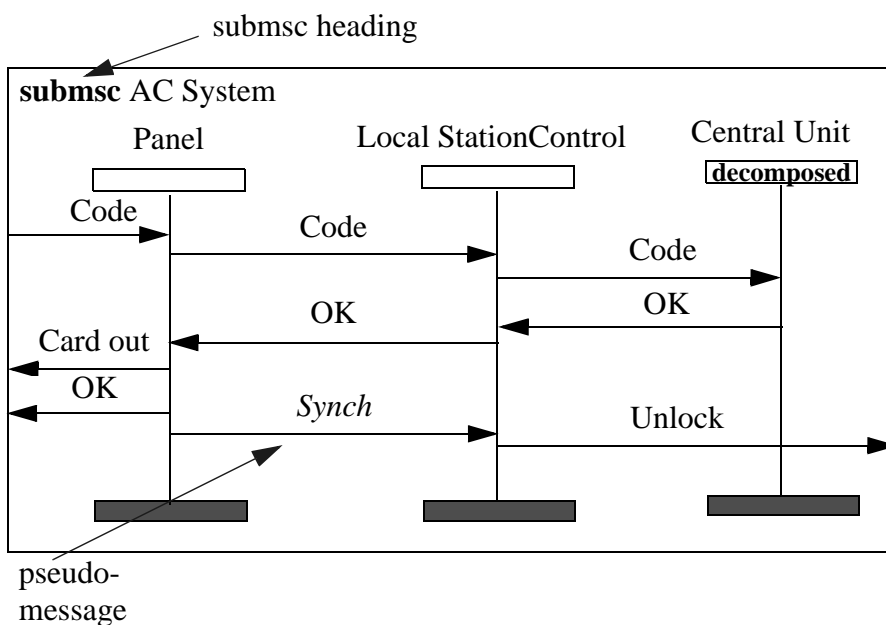 submsc heading
submsc AC System
Panel
Local StationControl
Central Unit
decomposed
Code
Code
Code
OK
OK
Card out
OK
Synch
Unlock
pseudo-
message